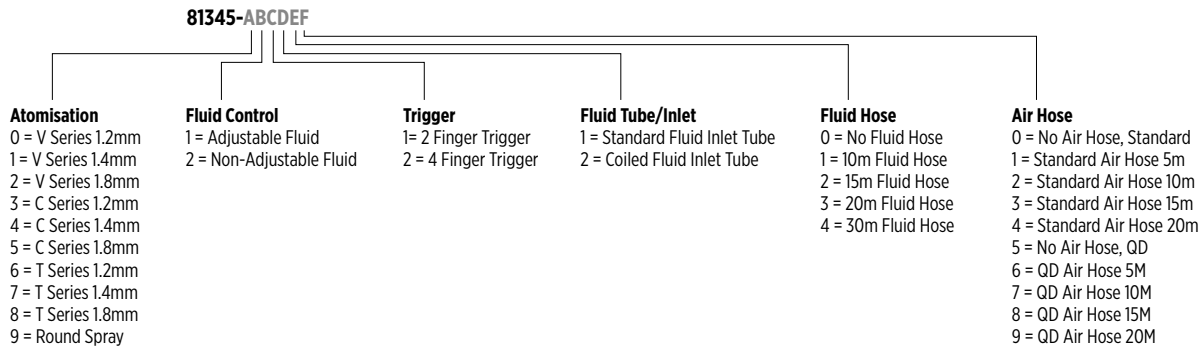 81345-ABCDEF
Atomisation
0 = V Series 1.2mm
1 = V Series 1.4mm
2 = V Series 1.8mm
3 = C Series 1.2mm
4 = C Series 1.4mm
5 = C Series 1.8mm
6 = T Series 1.2mm
7 = T Series 1.4mm
8 = T Series 1.8mm
9 = Round Spray
Fluid Control
1 = Adjustable Fluid
2 = Non-Adjustable Fluid
Trigger
1= 2 Finger Trigger
2 = 4 Finger Trigger
Fluid Tube/Inlet
1 = Standard Fluid Inlet Tube
2 = Coiled Fluid Inlet Tube
Fluid Hose
0 = No Fluid Hose
1 = 10m Fluid Hose
2 = 15m Fluid Hose
3 = 20m Fluid Hose
4 = 30m Fluid Hose
Air Hose
0 = No Air Hose, Standard
1 = Standard Air Hose 5m
2 = Standard Air Hose 10m
3 = Standard Air Hose 15m
4 = Standard Air Hose 20m
5 = No Air Hose, QD
6 = QD Air Hose 5M
7 = QD Air Hose 10M
8 = QD Air Hose 15M
9 = QD Air Hose 20M